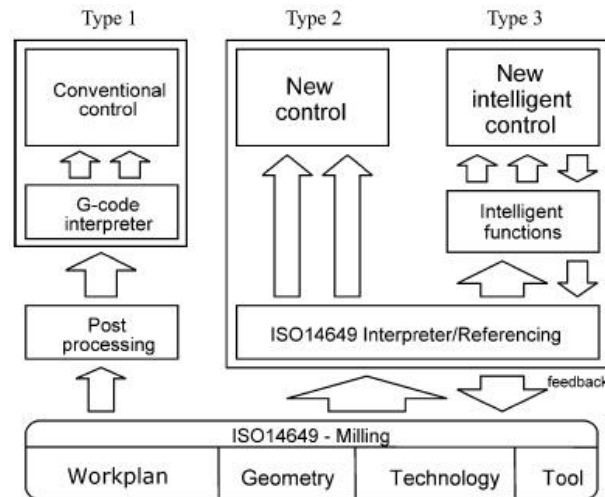 Type 1
Type 2
Type 3
Conventional
control
G-code
interpreter
Post
processing
New
control
New
intelligent
control
Intelligent
functions
ISO14649 Interpreter/Referencing
feedback
ISO14649 - Milling
Workplan
Geometry
Technology
Tool